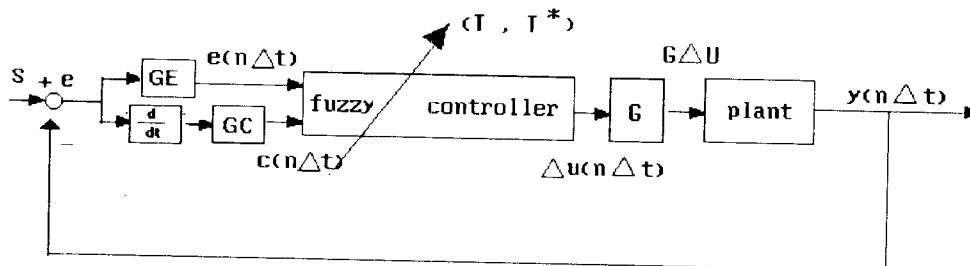 (T , T*)
e(n△t)
G△U
S + e
GE
fuzzy controller
G
plant
y(n△t)
d
dt
GC
c(n△t)
△u(n△t)
−